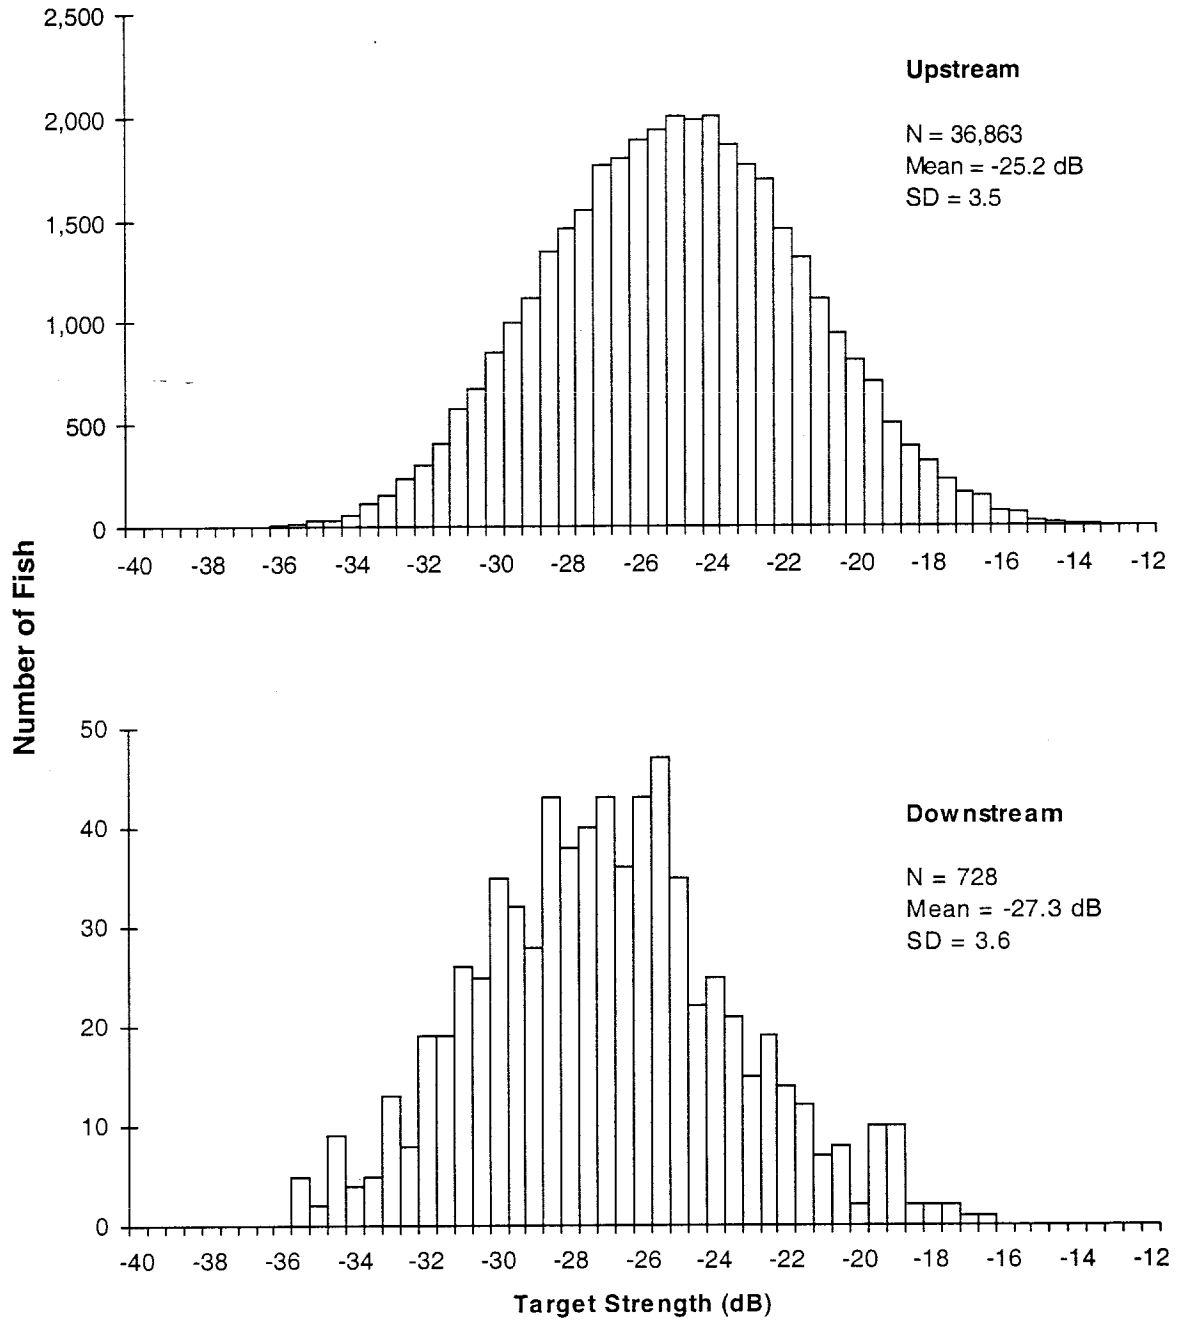 2,500
2,000
1,500
1,000
500
0
Upstream
N = 36,863
Mean = -25.2 dB
SD = 3.5
-40 -38 -36 -34 -32 -30 -28 -26 -24 -22 -20 -18 -16 -14 -12
Number of Fish
50
40
30
20
10
0
Downstream
N = 728
Mean = -27.3 dB
SD = 3.6
-40 -38 -36 -34 -32 -30 -28 -26 -24 -22 -20 -18 -16 -14 -12
Target Strength (dB)